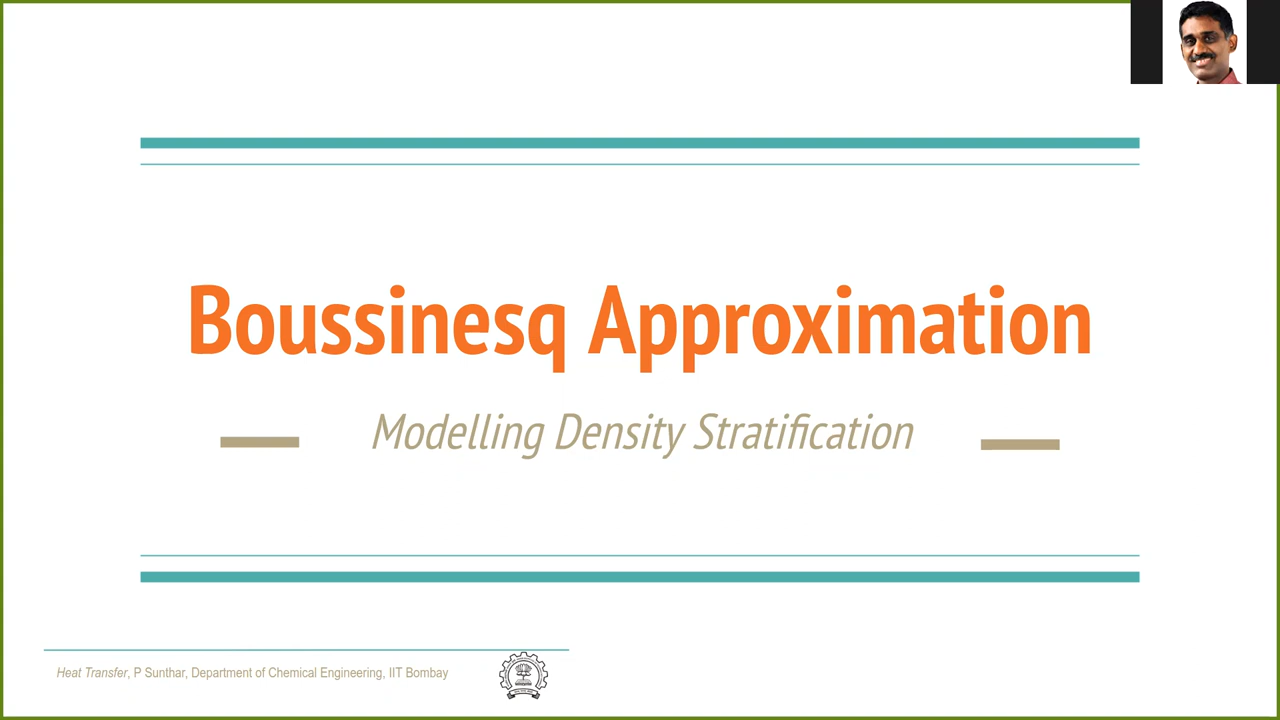 Boussinesq Approximation
Modelling Density Stratification
Heat Transfer, P Sunthar, Department of Chemical Engineering, IIT Bombay